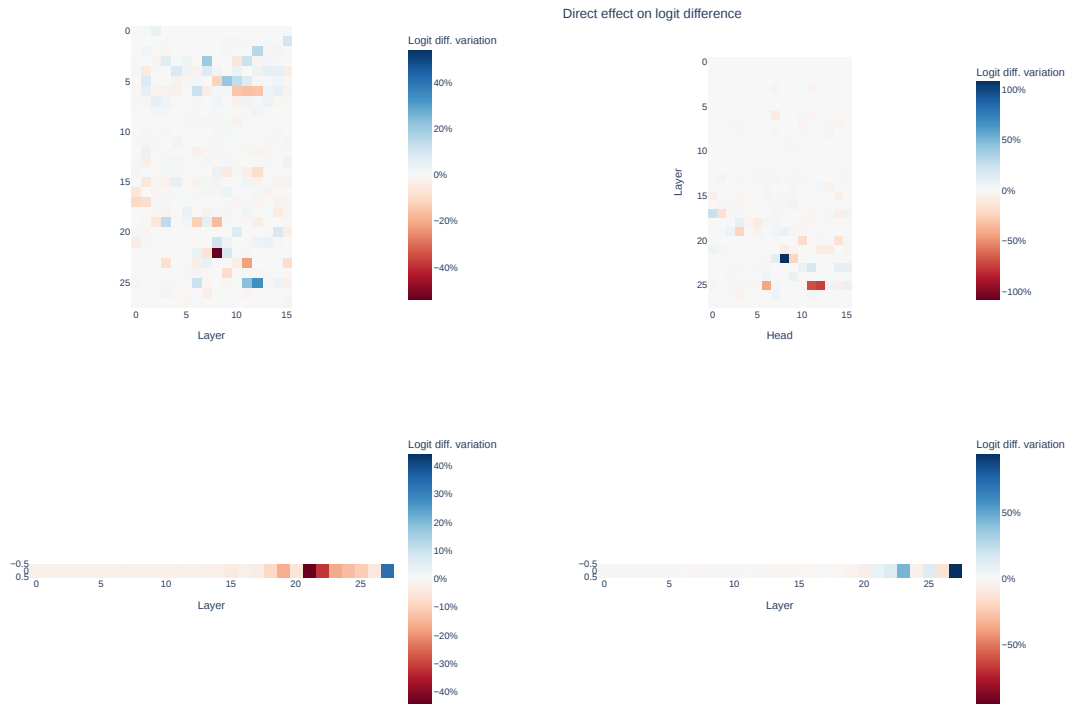 Direct effect on logit difference
Logit diff. variation
0
5
10
15
20
25
0 5 10 15
Layer
40%
20%
0%
−20%
−40%
Logit diff. variation
Layer
0
5
10
15
20
25
0 5 10 15
Head
100%
50%
0%
−50%
−100%
Logit diff. variation
−0.5
0
0.5
0 5 10 15 20 25
Layer
40%
30%
20%
10%
0%
−10%
−20%
−30%
−40%
Logit diff. variation
−0.5
0
0.5
0 5 10 15 20 25
Layer
50%
0%
−50%